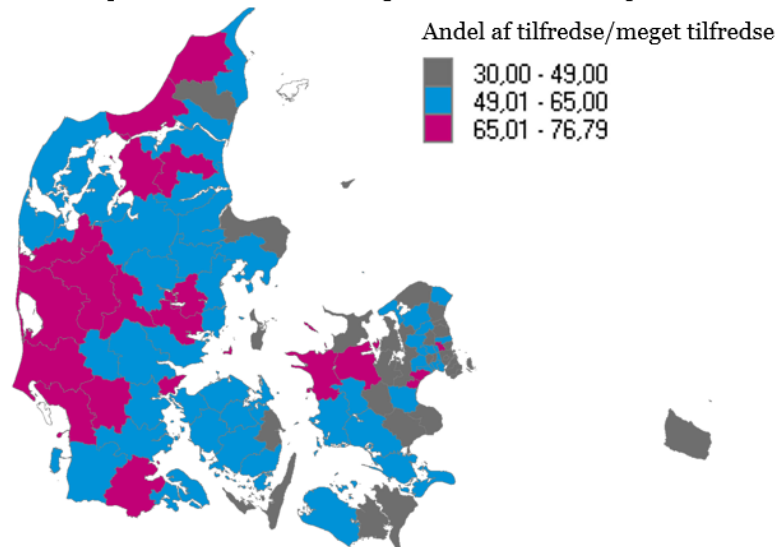 Andel af tilfredse/meget tilfredse
30,00 - 49,00
49,01 - 65,00
65,01 - 76,79